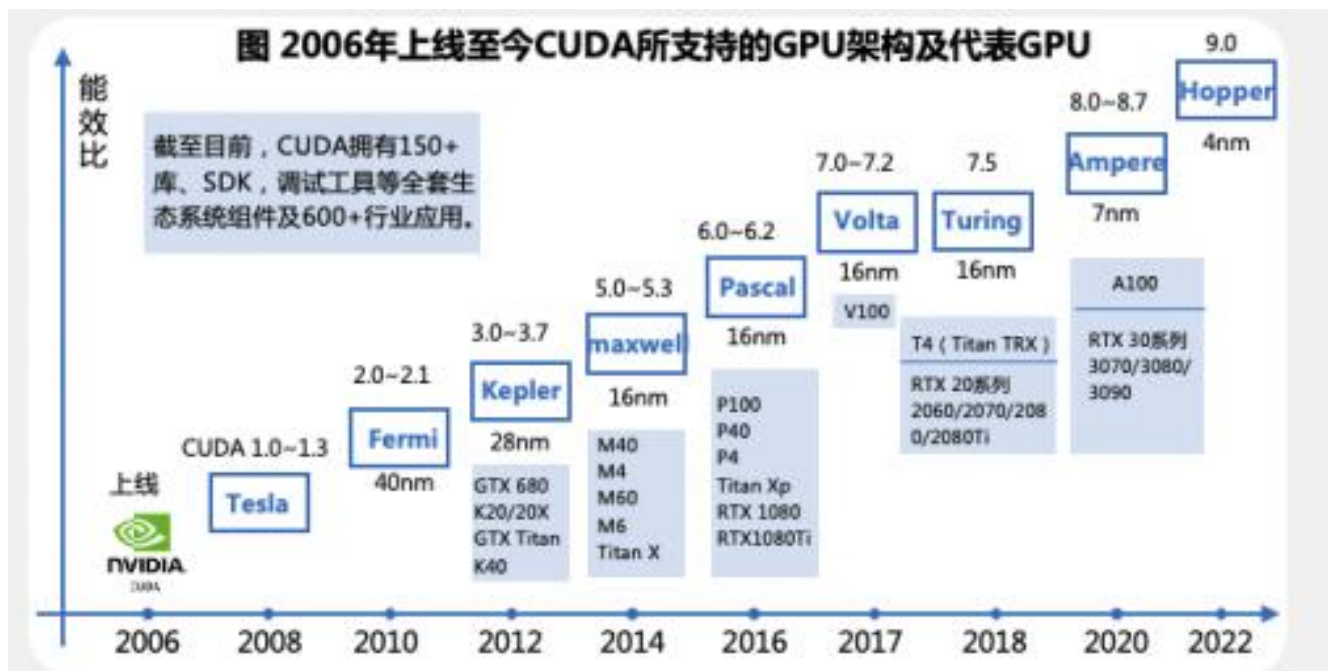 图 2006年上线至今CUDA所支持的GPU架构及代表GPU
能
效
比
截至目前，CUDA拥有150+
库、SDK，调试工具等全套生
态系统组件及600+行业应用。
上线
NVIDIA
CUDA
CUDA 1.0~1.3
Tesla
2.0~2.1
Fermi
40nm
3.0~3.7
Kepler
28nm
GTX 680
K20/20X
GTX Titan
K40
5.0~5.3
maxwell
16nm
M40
M4
M60
M6
Titan X
6.0~6.2
Pascal
16nm
P100
P40
P4
Titan Xp
RTX 1080
RTX1080Ti
7.0~7.2
Volta
16nm
V100
7.5
Turing
16nm
T4（Titan TRX）
RTX 20系列
2060/2070/208
0/2080Ti
8.0~8.7
Ampere
7nm
A100
RTX 30系列
3070/3080/
3090
9.0
Hopper
4nm
2006
2008
2010
2012
2014
2016
2017
2018
2020
2022